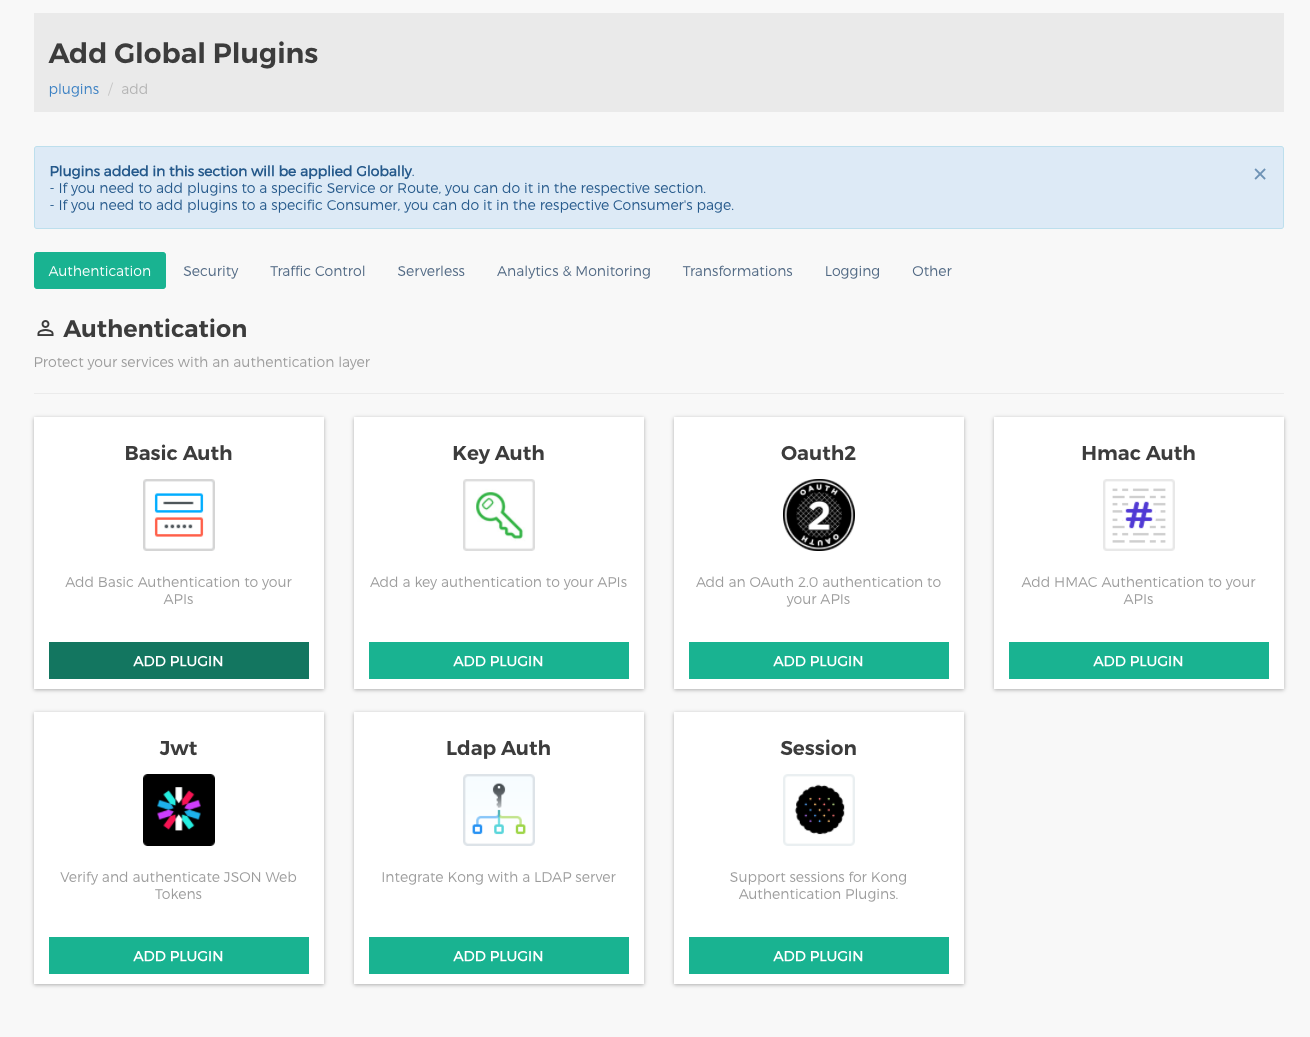 Add Global Plugins
plugins / add
Plugins added in this section will be applied Globally.
- If you need to add plugins to a specific Service or Route, you can do it in the respective section.
- If you need to add plugins to a specific Consumer, you can do it in the respective Consumer's page.
×
Authentication Security Traffic Control Serverless Analytics & Monitoring Transformations Logging Other
Authentication
Protect your services with an authentication layer
Basic Auth
Add Basic Authentication to your
APIs
ADD PLUGIN
Key Auth
Add a key authentication to your APIs
ADD PLUGIN
Oauth2
OAUTH
2
OAUTH
Add an OAuth 2.0 authentication to
your APIs
ADD PLUGIN
Hmac Auth
#
Add HMAC Authentication to your
APIs
ADD PLUGIN
Jwt
Verify and authenticate JSON Web
Tokens
ADD PLUGIN
Ldap Auth
Integrate Kong with a LDAP server
ADD PLUGIN
Session
Support sessions for Kong
Authentication Plugins.
ADD PLUGIN